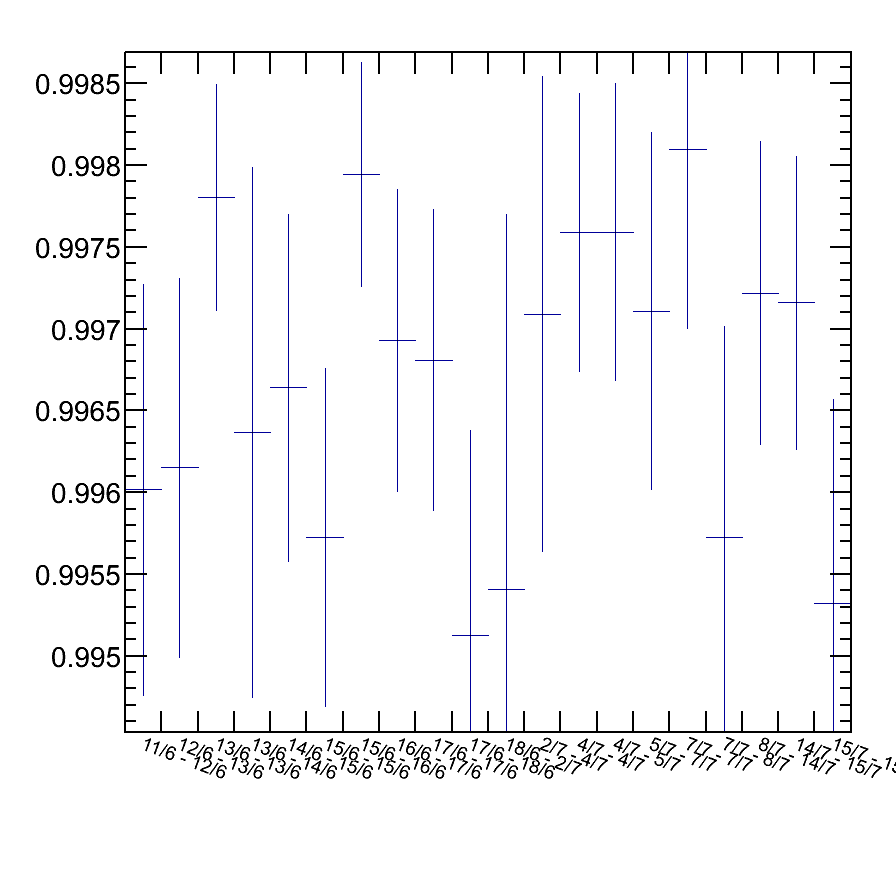 0.9985
0.998
0.9975
0.997
0.9965
0.996
0.9955
0.995
11/6 - 12/6
12/6 - 13/6
13/6 - 13/6
13/6 - 14/6
14/6 - 15/6
15/6 - 15/6
15/6 - 16/6
16/6 - 17/6
17/6 - 17/6
17/6 - 18/6
18/6 - 2/7
2/7 - 4/7
4/7 - 4/7
4/7 - 5/7
5/7 - 7/7
7/7 - 7/7
7/7 - 8/7
8/7 - 14/7
14/7 - 15/7
15/7 - 15